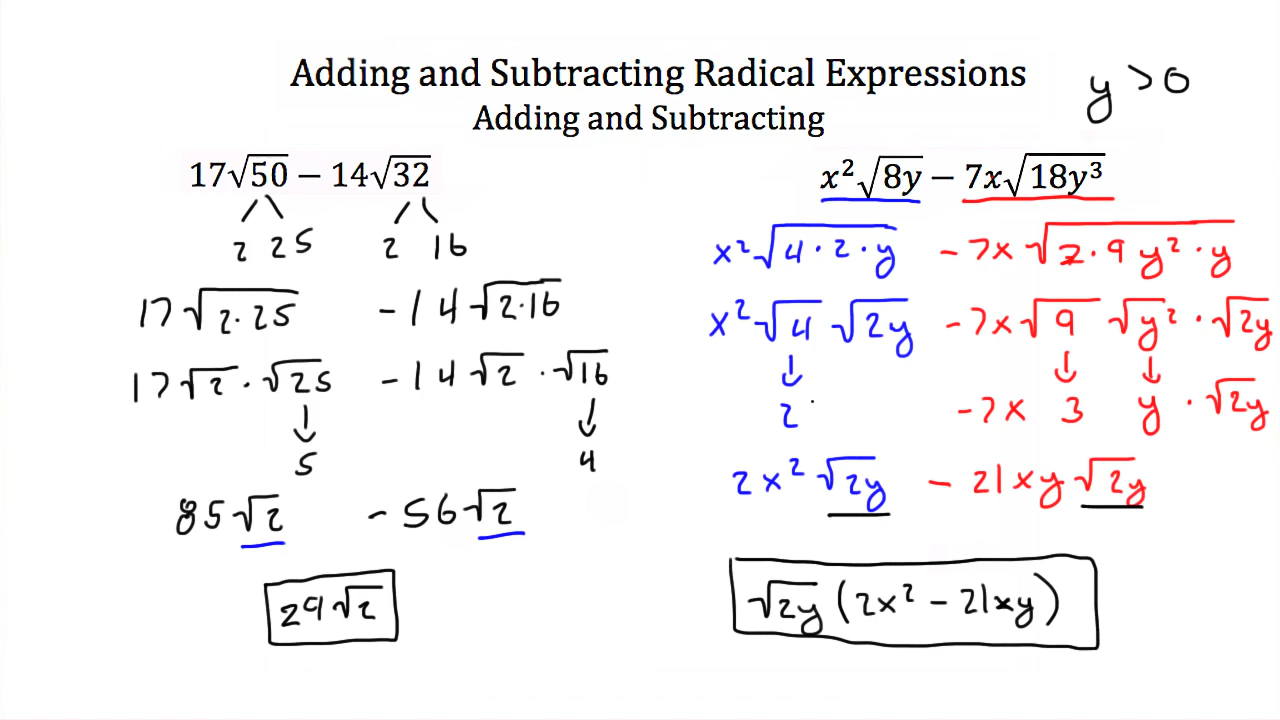 Adding and Subtracting Radical Expressions
Adding and Subtracting
y > 0
17√50 − 14√32
2 25 2 16
17√2·25 - 14√2·16
17√2 · √25 - 14√2 · √16
↓ ↓
5 4
85√2 - 56√2
29√2
x²√8y − 7x√18y³
x²√4·2·y - 7x√2·9 y²·y
x²√4 √2y - 7x√9 √y² · √2y
↓ ↓ ↓
2 -7x 3 y · √2y
2x²√2y - 21xy√2y
√2y (2x² - 21xy)